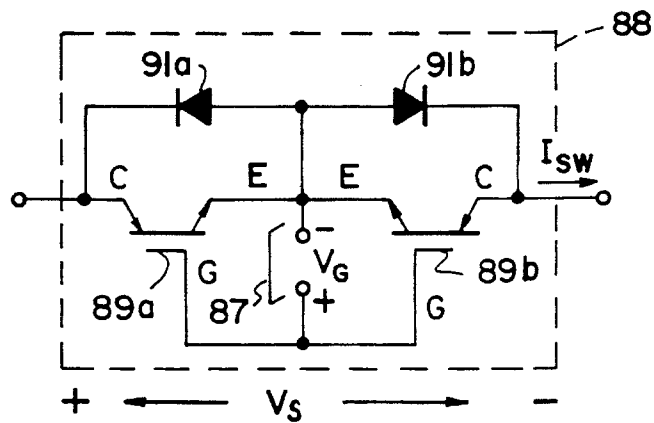 88
91a 91b
C E E C I_SW
− V_G
89a G 87 + G 89b
+ V_S −